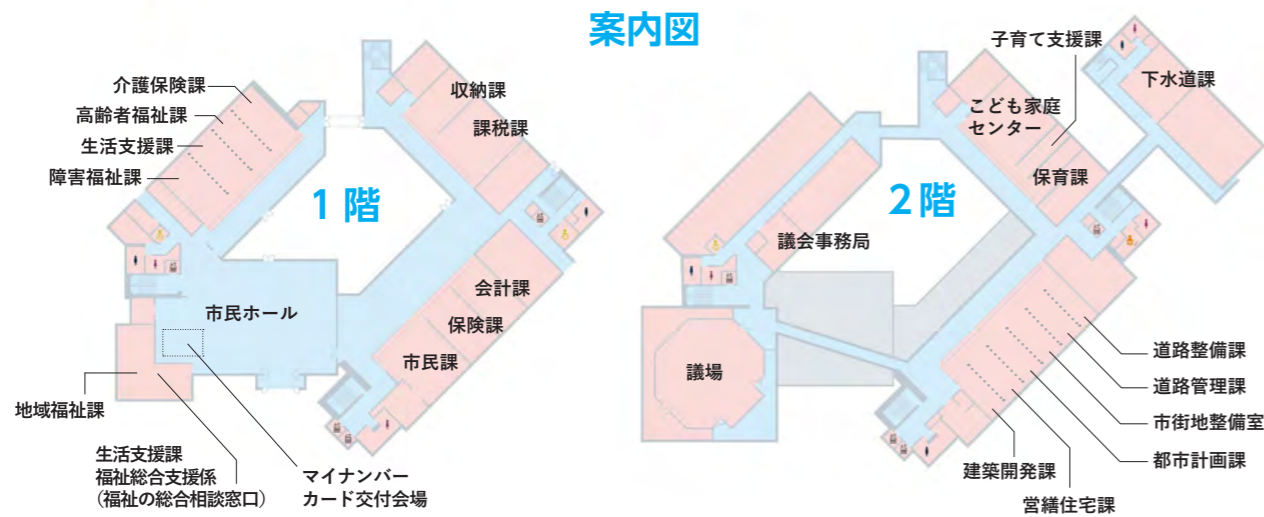 案内図
介護保険課
高齢者福祉課
生活支援課
障害福祉課
収納課
課税課
1階
市民ホール
会計課
保険課
市民課
地域福祉課
生活支援課
福祉総合支援係
(福祉の総合相談窓口)
マイナンバー
カード交付会場
子育て支援課
下水道課
こども家庭
センター
保育課
2階
議会事務局
議場
道路整備課
道路管理課
市街地整備室
都市計画課
建築開発課
営繕住宅課